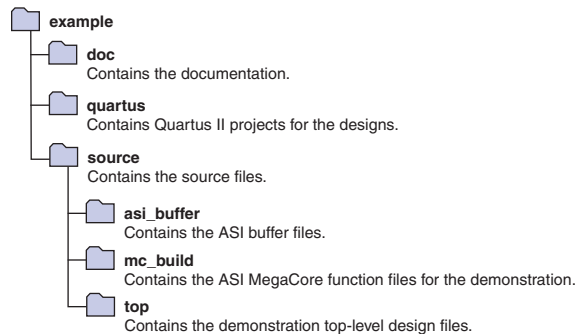 example
doc
Contains the documentation.
quartus
Contains Quartus II projects for the designs.
source
Contains the source files.
asi_buffer
Contains the ASI buffer files.
mc_build
Contains the ASI MegaCore function files for the demonstration.
top
Contains the demonstration top-level design files.